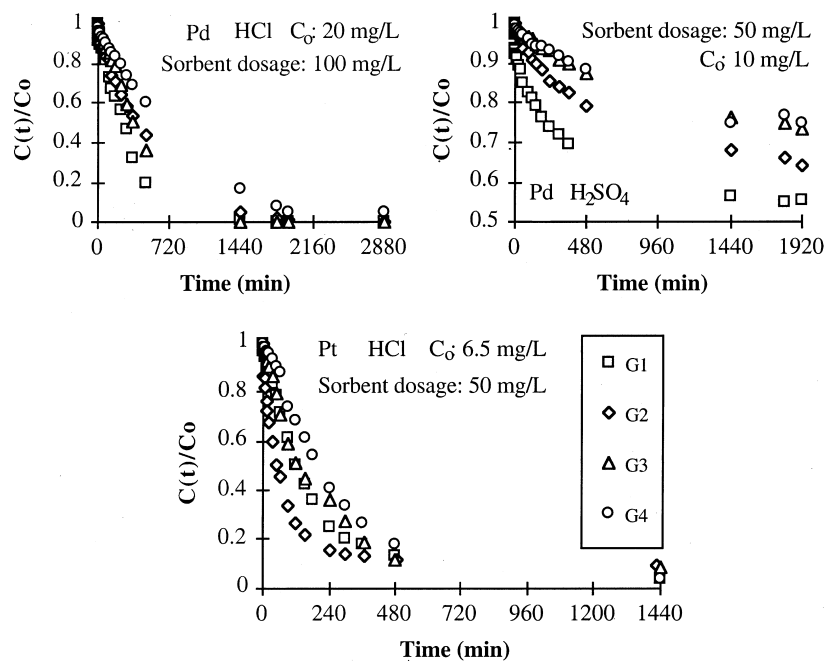 Pd HCl Co: 20 mg/L
Sorbent dosage: 100 mg/L
C(t)/Co
1
0.8
0.6
0.4
0.2
0
0 720 1440 2160 2880
Time (min)
Sorbent dosage: 50 mg/L
Co: 10 mg/L
Pd H2SO4
C(t)/Co
1
0.9
0.8
0.7
0.6
0.5
0 480 960 1440 1920
Time (min)
Pt HCl Co: 6.5 mg/L
Sorbent dosage: 50 mg/L
C(t)/Co
1
0.8
0.6
0.4
0.2
0
0 240 480 720 960 1200 1440
Time (min)
G1
G2
G3
G4